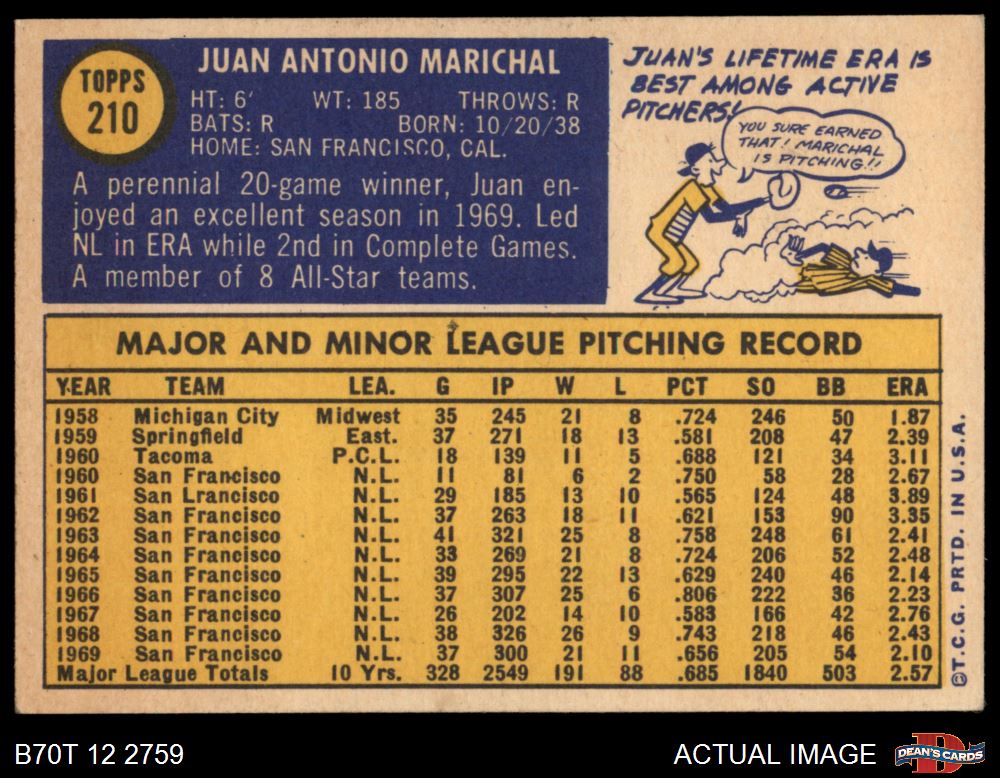 TOPPS
210
JUAN ANTONIO MARICHAL
HT: 6' WT: 185 THROWS: R
BATS: R BORN: 10/20/38
HOME: SAN FRANCISCO, CAL.
A perennial 20-game winner, Juan en-
joyed an excellent season in 1969. Led
NL in ERA while 2nd in Complete Games.
A member of 8 All-Star teams.
JUAN'S LIFETIME ERA IS
BEST AMONG ACTIVE
PITCHERS!
YOU SURE EARNED
THAT! MARICHAL
IS PITCHING!!
MAJOR AND MINOR LEAGUE PITCHING RECORD
YEAR TEAM LEA. G IP W L PCT SO BB ERA
1958 Michigan City Midwest 35 245 21 8 .724 246 50 1.87
1959 Springfield East. 37 271 18 13 .581 208 47 2.39
1960 Tacoma P.C.L. 18 139 11 5 .688 121 34 3.11
1960 San Francisco N.L. 11 81 6 2 .750 58 28 2.67
1961 San Lrancisco N.L. 29 185 13 10 .565 124 48 3.89
1962 San Francisco N.L. 37 263 18 11 .621 153 90 3.35
1963 San Francisco N.L. 41 321 25 8 .758 248 61 2.41
1964 San Francisco N.L. 33 269 21 8 .724 206 52 2.48
1965 San Francisco N.L. 39 295 22 13 .629 240 46 2.14
1966 San Francisco N.L. 37 307 25 6 .806 222 36 2.23
1967 San Francisco N.L. 26 202 14 10 .583 166 42 2.76
1968 San Francisco N.L. 38 326 26 9 .743 218 46 2.43
1969 San Francisco N.L. 37 300 21 11 .656 205 54 2.10
Major League Totals 10 Yrs. 328 2549 191 88 .685 1840 503 2.57
©T.C.G. PRTD. IN U.S.A.
B70T 12 2759
ACTUAL IMAGE
D
DEAN'S CARDS